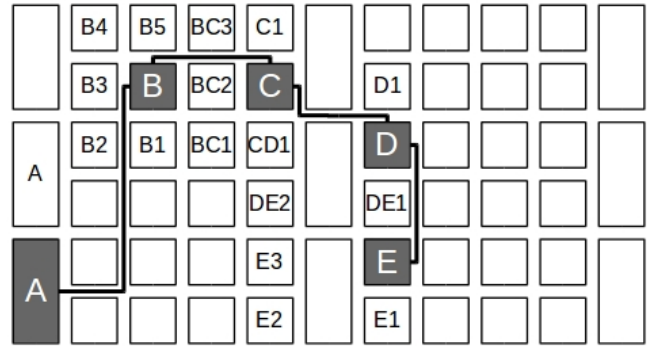 B4 B5 BC3 C1
B3 B BC2 C D1
B2 B1 BC1 CD1 D
A
DE2 DE1
A E3 E
E2 E1